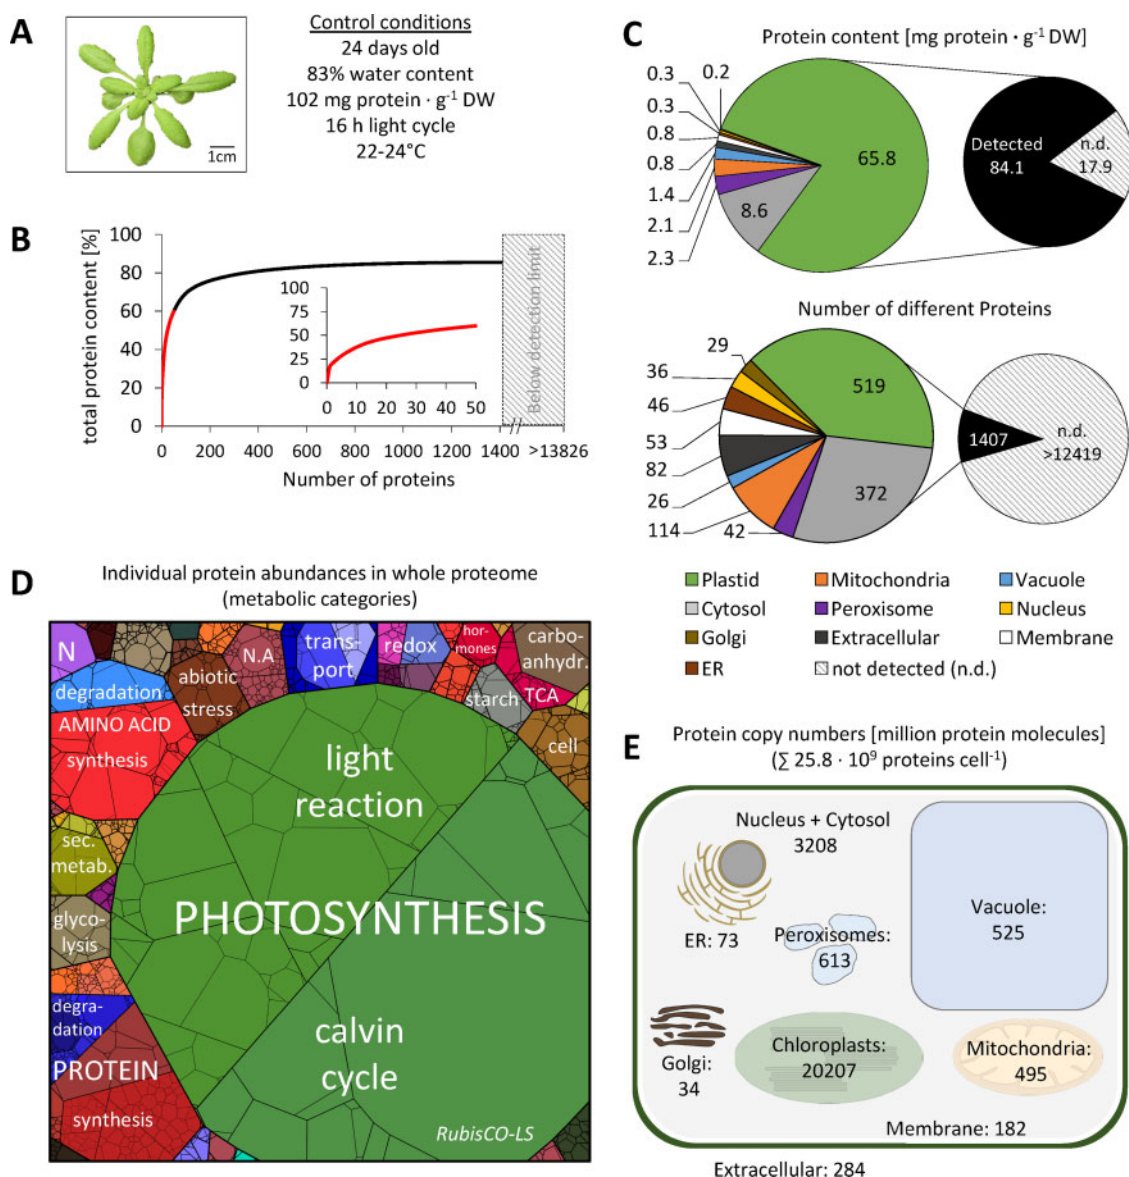 A
1cm
Control conditions
24 days old
83% water content
102 mg protein · g⁻¹ DW
16 h light cycle
22-24°C
B
total protein content [%]
100
80
60
40
20
0
100
75
50
25
0
0 10 20 30 40 50
Below detection limit
0 200 400 600 800 1000 1200 1400 >13826
Number of proteins
C
Protein content [mg protein · g⁻¹ DW]
0.2
0.3
0.3
0.8
0.8
1.4
2.1
2.3
8.6
65.8
Detected
84.1
n.d.
17.9
Number of different Proteins
29
36
46
53
82
26
114
42
372
519
1407
n.d.
>12419
Plastid Mitochondria Vacuole
Cytosol Peroxisome Nucleus
Golgi Extracellular Membrane
ER not detected (n.d.)
D
Individual protein abundances in whole proteome
(metabolic categories)
N
degradation
AMINO ACID
synthesis
abiotic
stress
N.A
trans-
port
redox
hor-
mones
carbo-
anhydr.
starch
TCA
cell
sec.
metab.
glyco-
lysis
degra-
dation
PROTEIN
synthesis
light
reaction
PHOTOSYNTHESIS
calvin
cycle
RubisCO-LS
E
Protein copy numbers [million protein molecules]
(∑ 25.8 · 10⁹ proteins cell⁻¹)
Nucleus + Cytosol
3208
ER: 73
Peroxisomes:
613
Vacuole:
525
Golgi:
34
Chloroplasts:
20207
Mitochondria:
495
Membrane: 182
Extracellular: 284